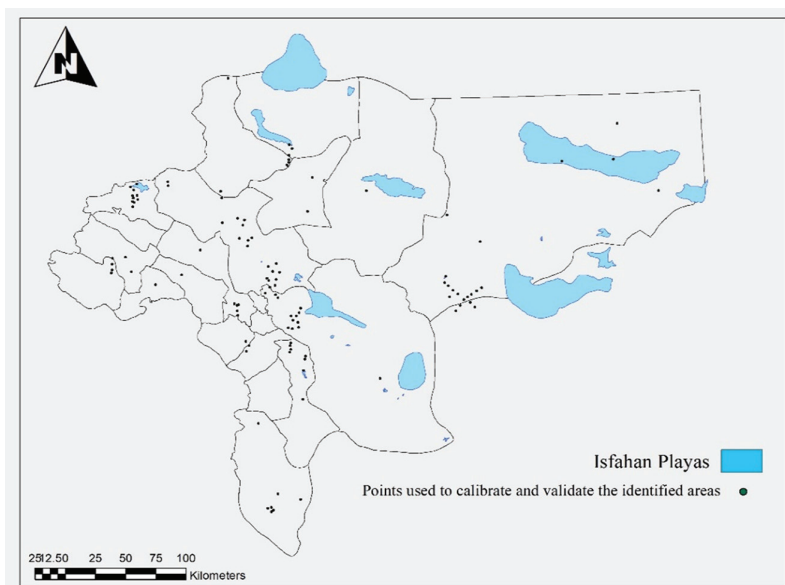 N
Isfahan Playas
Points used to calibrate and validate the identified areas
2512.50 25 50 75 100
Kilometers